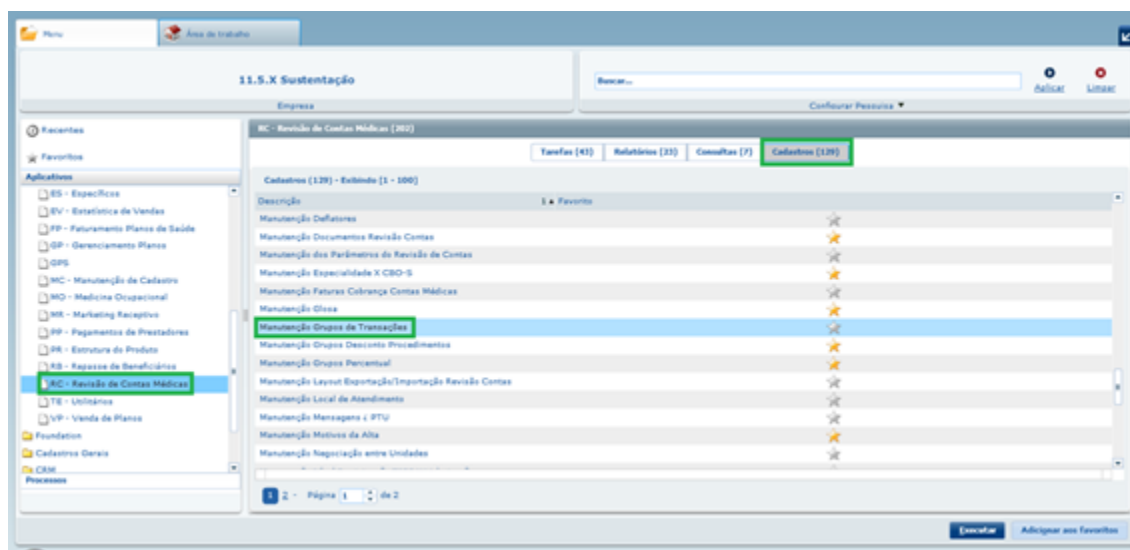 Menu
Área de trabalho
11.5.X Sustentação
Empresa
Buscar...
Aplicar
Limpar
Configurar Pesquisa
Recentes
Favoritos
Aplicativos
ES - Específicos
EV - Estatística de Vendas
FP - Faturamento Planos de Saúde
GP - Gerenciamento Planos
GPS
MC - Manutenção de Cadastro
MO - Medicina Ocupacional
MR - Marketing Receptivo
PP - Pagamentos de Prestadores
PR - Estrutura do Produto
RB - Repasse de Beneficiários
RC - Revisão de Contas Médicas
TE - Utilitários
VP - Venda de Planos
Foundation
Cadastros Gerais
CRM
Processos
RC - Revisão de Contas Médicas (202)
Tarefas (43)
Relatórios (23)
Consultas (7)
Cadastros (129)
Cadastros (129) - Exibindo [1 - 100]
Descrição 1 Favorito
Manutenção Deflatores
Manutenção Documentos Revisão Contas
Manutenção dos Parâmetros do Revisão de Contas
Manutenção Especialidade X CBO-S
Manutenção Faturas Cobrança Contas Médicas
Manutenção Glosa
Manutenção Grupos de Transações
Manutenção Grupos Desconto Procedimentos
Manutenção Grupos Percentual
Manutenção Layout Exportação/Importação Revisão Contas
Manutenção Local de Atendimento
Manutenção Mensagens ¿ PTU
Manutenção Motivos da Alta
Manutenção Negociação entre Unidades
1 2 - Página 1 de 2
Executar
Adicionar aos favoritos